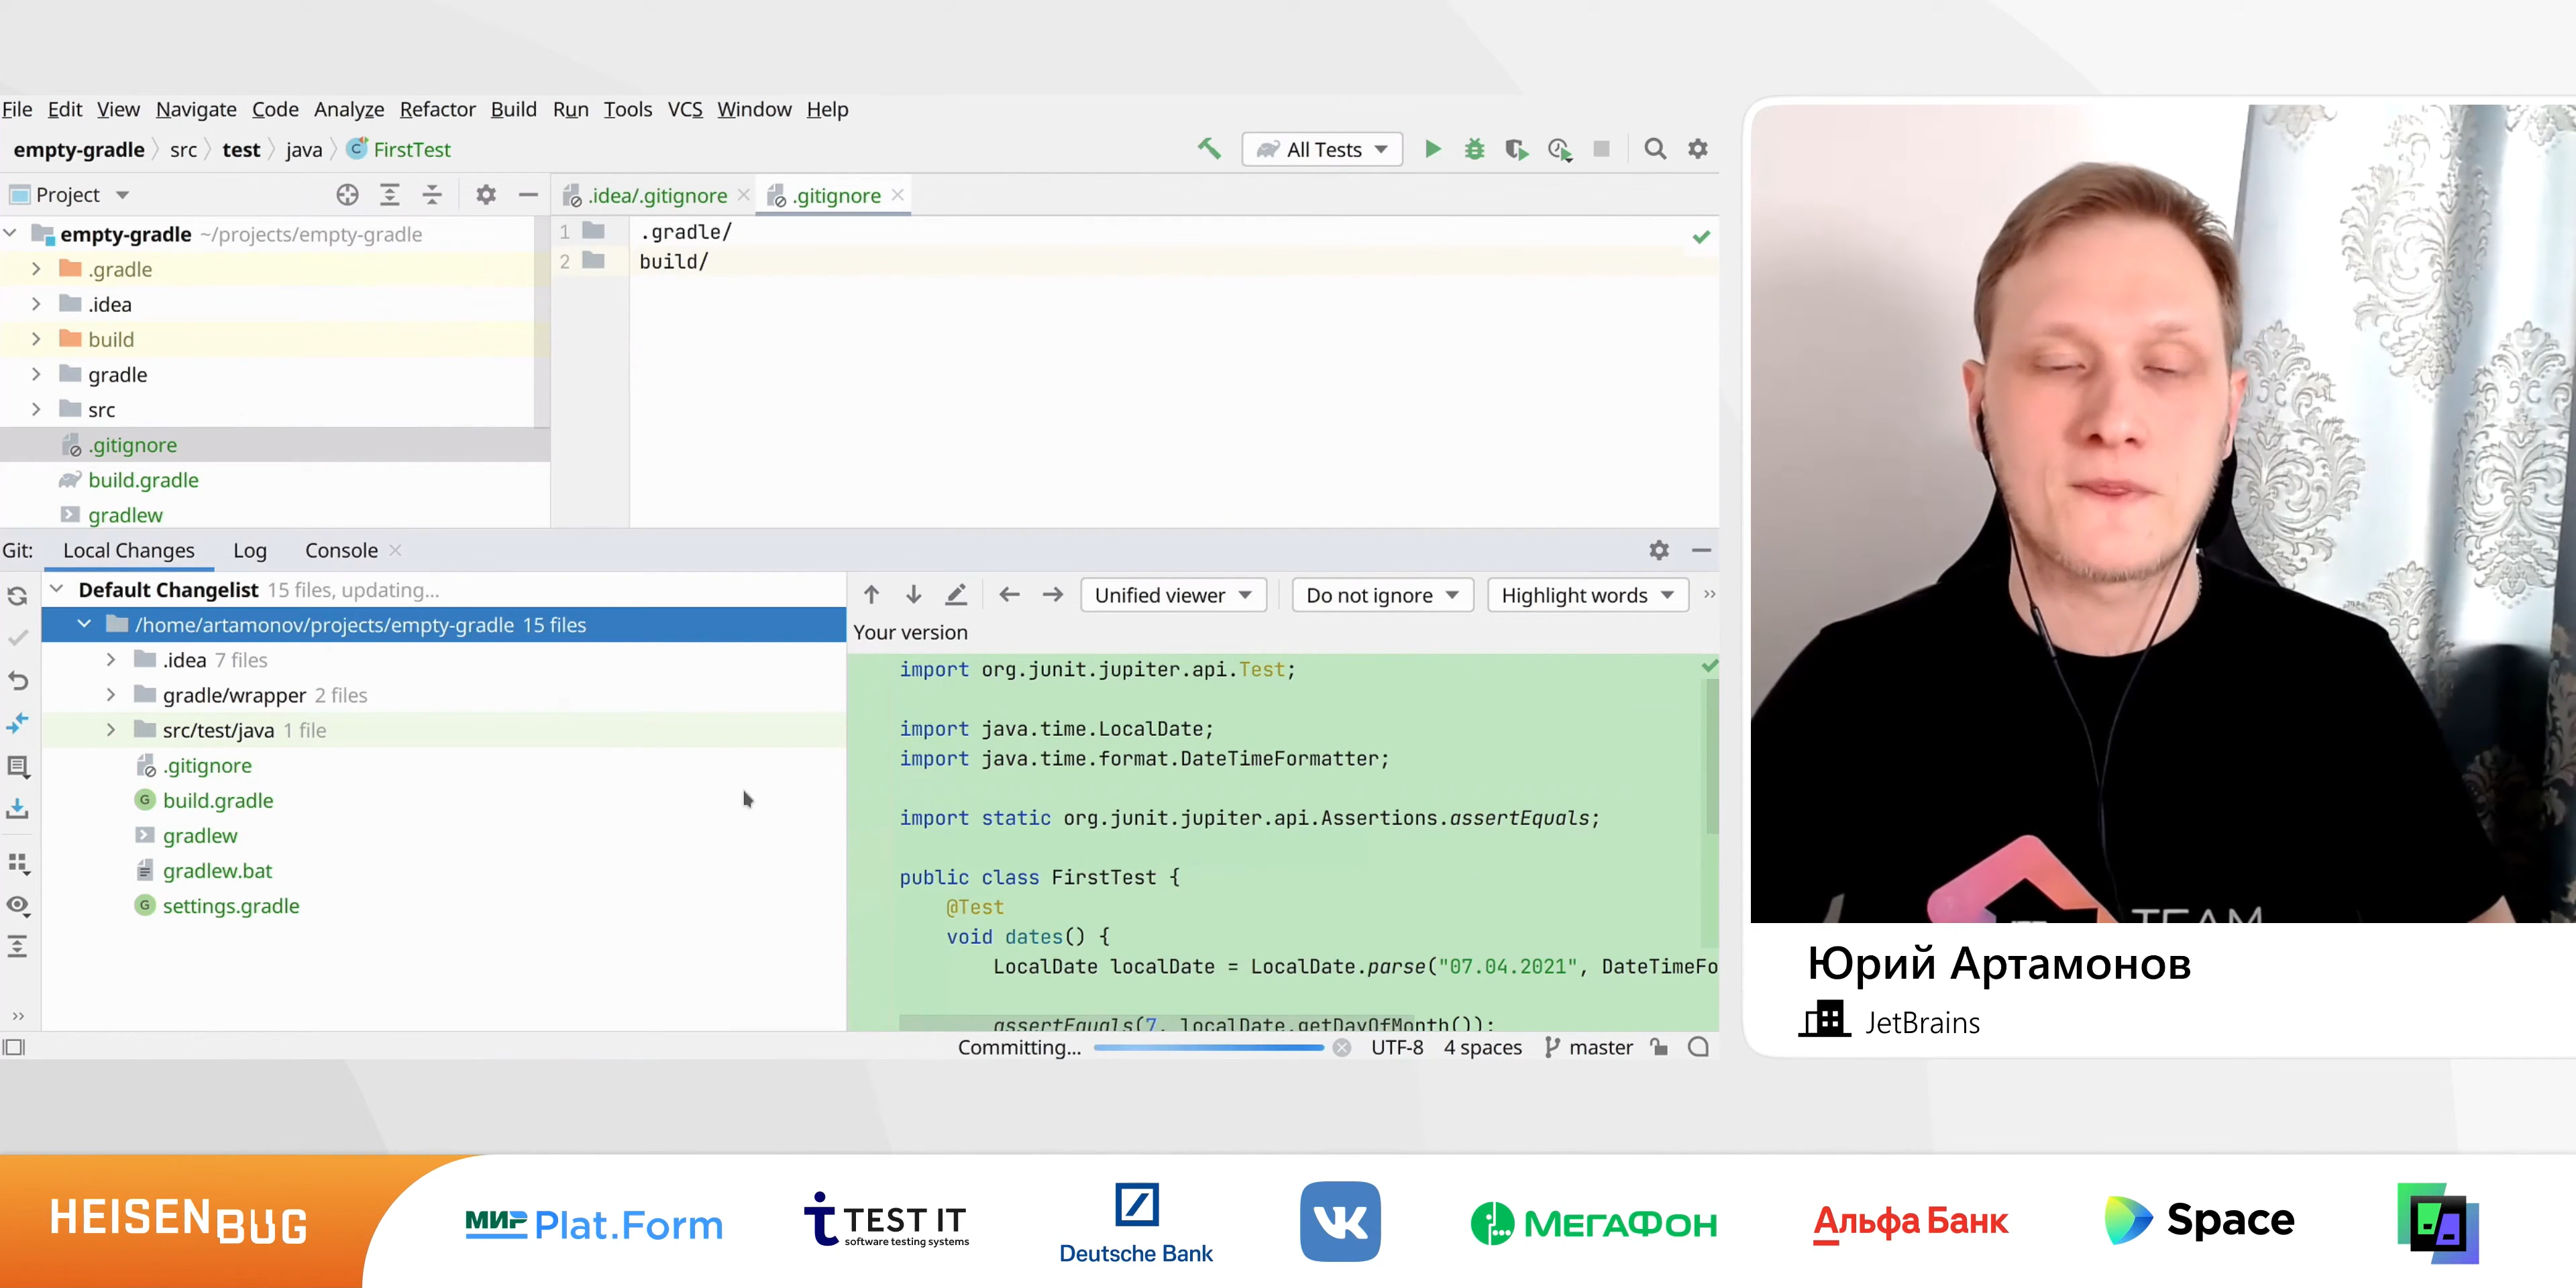 File Edit View Navigate Code Analyze Refactor Build Run Tools VCS Window Help
empty-gradle src test java FirstTest
All Tests
Project
.idea/.gitignore .gitignore
empty-gradle ~/projects/empty-gradle
.gradle
.idea
build
gradle
src
.gitignore
build.gradle
gradlew
1 .gradle/
2 build/
Git: Local Changes Log Console
Default Changelist 15 files, updating...
/home/artamonov/projects/empty-gradle 15 files
.idea 7 files
gradle/wrapper 2 files
src/test/java 1 file
.gitignore
build.gradle
gradlew
gradlew.bat
settings.gradle
Unified viewer Do not ignore Highlight words
Your version
import org.junit.jupiter.api.Test;
import java.time.LocalDate;
import java.time.format.DateTimeFormatter;
import static org.junit.jupiter.api.Assertions.assertEquals;
public class FirstTest {
@Test
void dates() {
LocalDate localDate = LocalDate.parse("07.04.2021", DateTimeFo
assertEquals(7, localDate.getDayOfMonth());
Committing... UTF-8 4 spaces master
TEAM
Юрий Артамонов
JetBrains
HEISENBUG
МИР Plat.Form
TEST IT
software testing systems
Deutsche Bank
VK
МЕГАФОН
Альфа Банк
Space